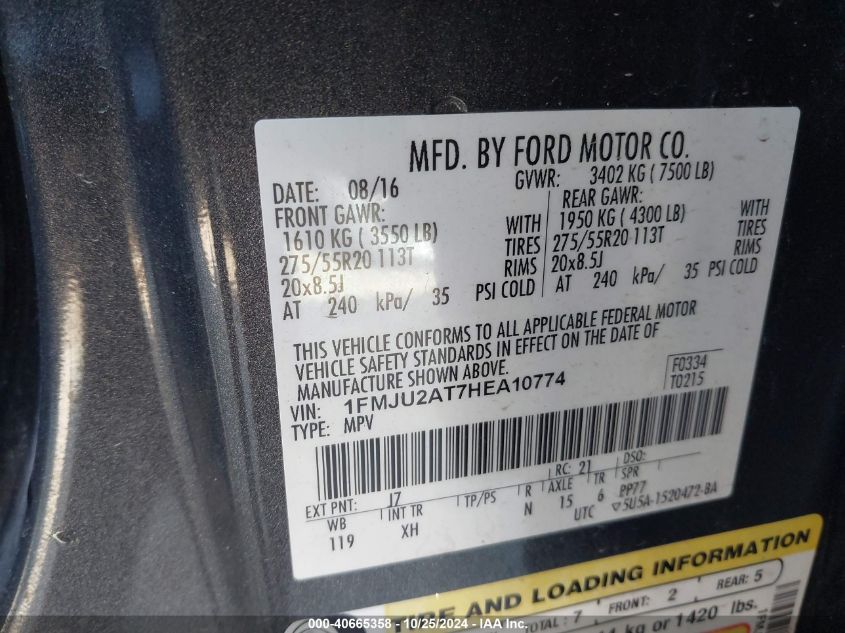 MFD. BY FORD MOTOR CO.
DATE: 08/16 GVWR: 3402 KG ( 7500 LB)
FRONT GAWR: REAR GAWR:
1610 KG ( 3550 LB) WITH 1950 KG ( 4300 LB) WITH
275/55R20 113T TIRES 275/55R20 113T TIRES
20x8.5J RIMS 20x8.5J RIMS
AT 240 kPa/ 35 PSI COLD AT 240 kPa/ 35 PSI COLD
THIS VEHICLE CONFORMS TO ALL APPLICABLE FEDERAL MOTOR
VEHICLE SAFETY STANDARDS IN EFFECT ON THE DATE OF
MANUFACTURE SHOWN ABOVE.
VIN: 1FMJU2AT7HEA10774 F0334
TYPE: MPV T0215
EXT PNT: J7 RC: 21 DSO:
WB INT TR TP/PS R AXLE TR SPR
119 XH N 15 6 PP77
UTC ▽5U5A-1520472-BA
TIRE AND LOADING INFORMATION
TOTAL: 7 FRONT: 2 REAR: 5
kg or 1420 lbs.
000-40665358 - 10/25/2024 - IAA Inc.